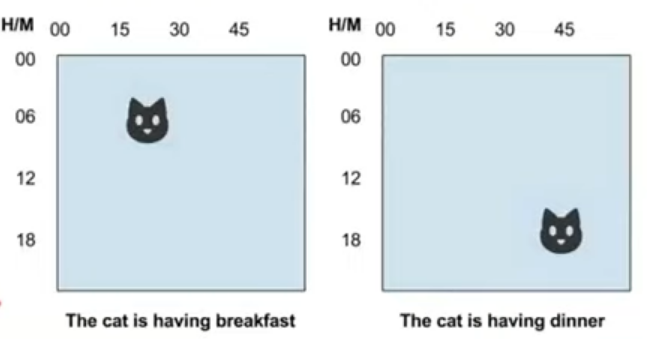 H/M 00 15 30 45
00
06
12
18
The cat is having breakfast
H/M 00 15 30 45
00
06
12
18
The cat is having dinner